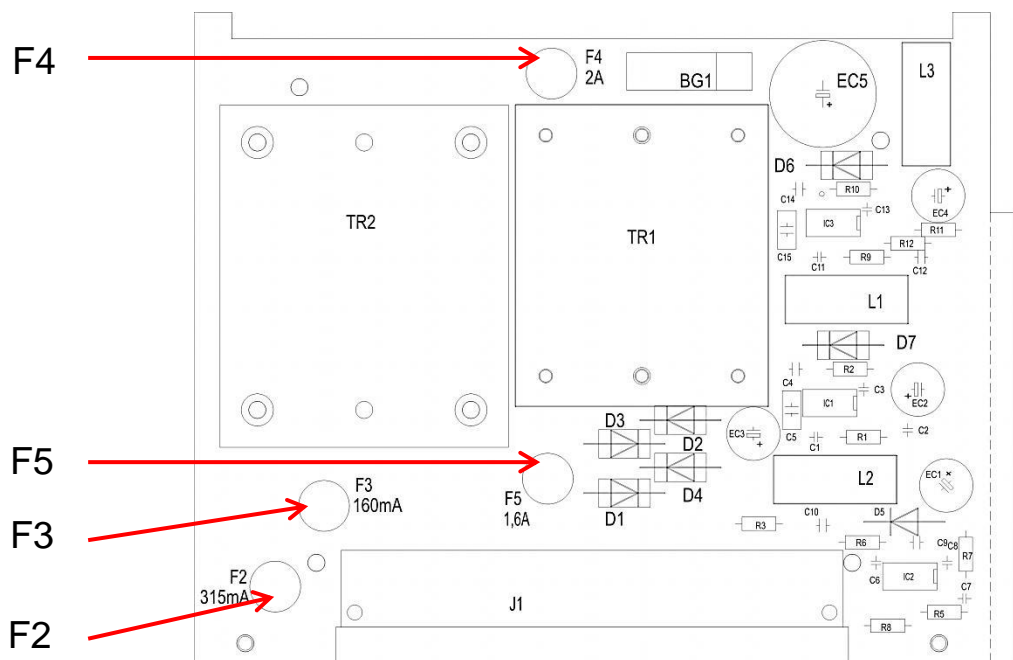 F4
F4
2A
BG1
EC5
L3
D6
C14
R10
C13
EC4
IC3
R11
TR2
TR1
R12
C15
C11
R9
C12
L1
D7
C4
R2
C3
IC1
EC2
D3
D2
EC3
C5
C1
R1
C2
F5
L2
EC1
F3
160mA
F5
1,6A
D4
D1
C10
D5
R3
F3
R6
C9
C8
R7
F2
315mA
C6
IC2
C7
J1
R5
R8
F2